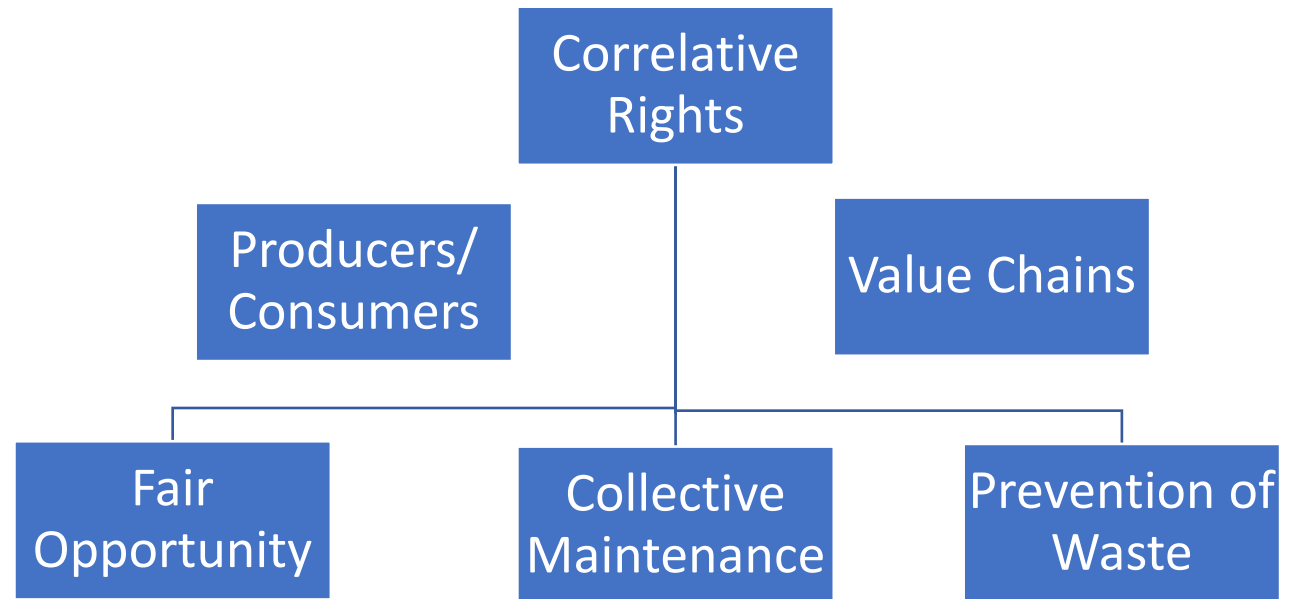 Correlative
Rights
Producers/
Consumers
Value Chains
Fair
Opportunity
Collective
Maintenance
Prevention of
Waste